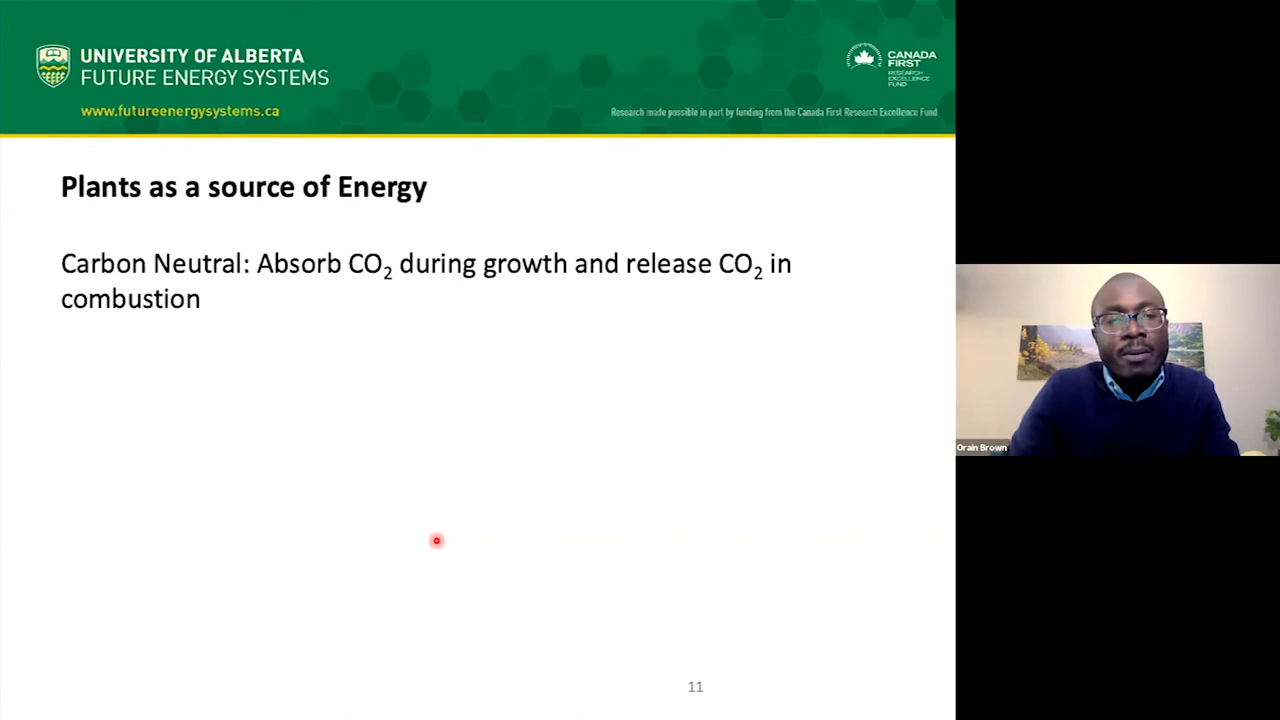 UNIVERSITY OF ALBERTA
FUTURE ENERGY SYSTEMS
www.futureenergysystems.ca
CANADA
FIRST
RESEARCH
EXCELLENCE
FUND
Research made possible in part by funding from the Canada First Research Excellence Fund
Plants as a source of Energy
Carbon Neutral: Absorb CO₂ during growth and release CO₂ in
combustion
Orain Brown
11